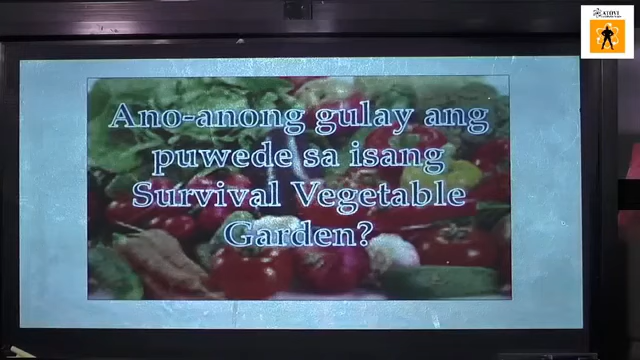 Ano-anong gulay ang
puwede sa isang
Survival Vegetable
Garden?